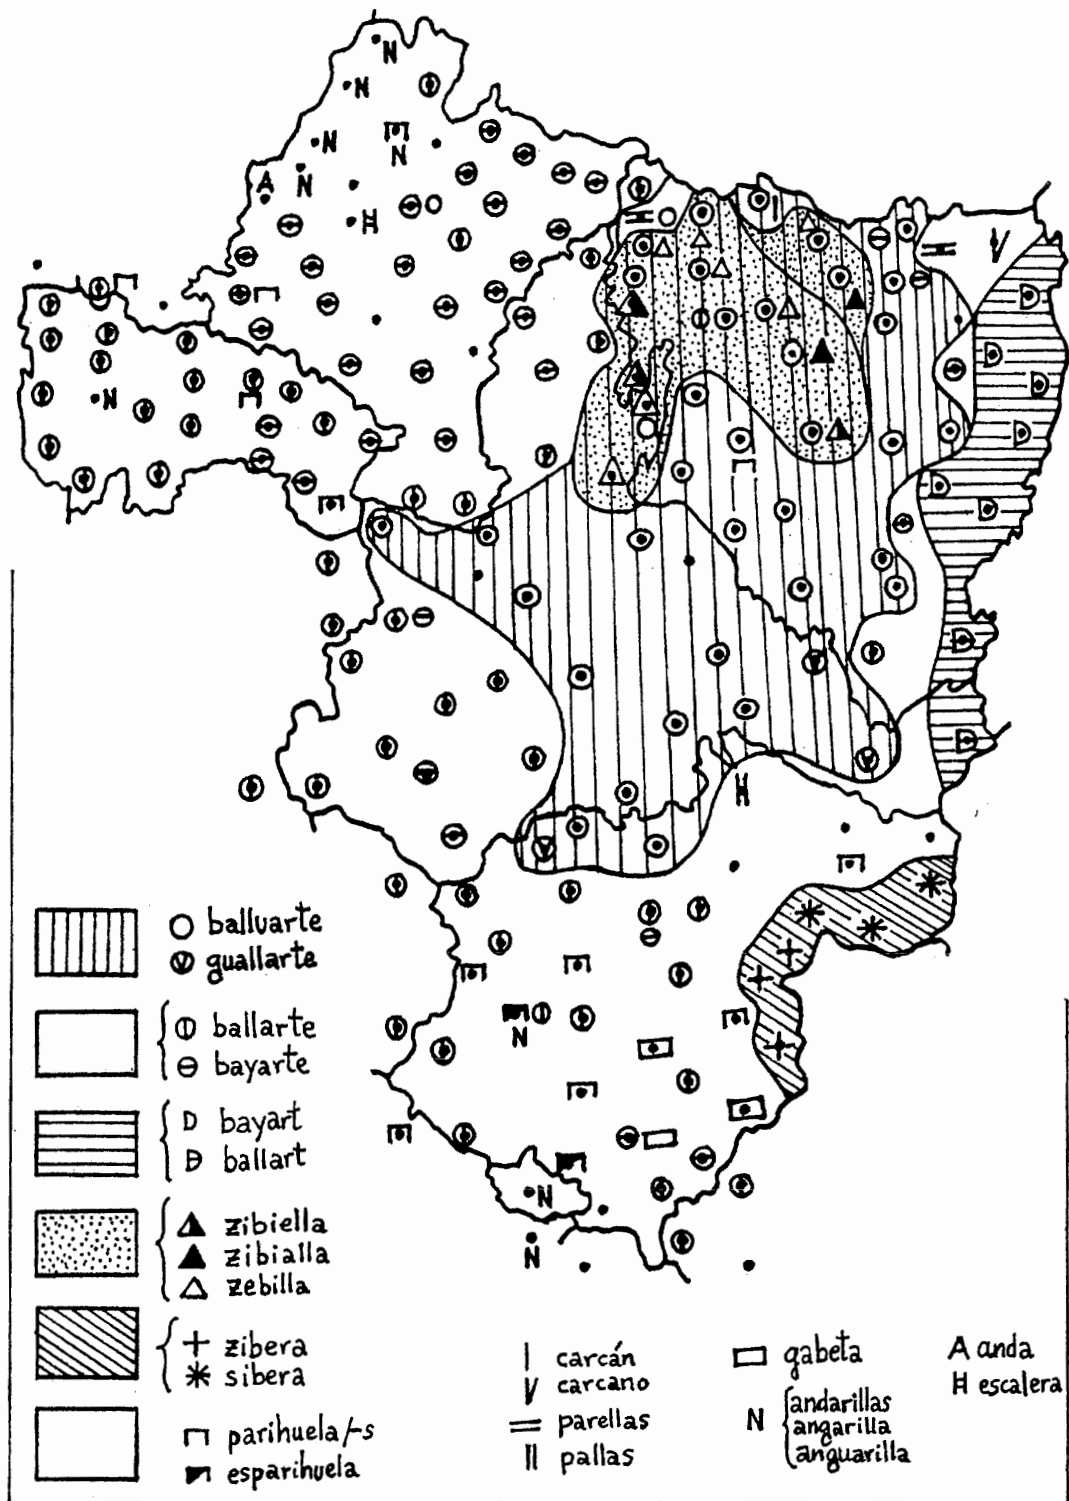 N
N
N
N
A
N
H
N
H
N
N
N
balluarte
guallarte
ballarte
bayarte
D bayart
ballart
zibiella
zibialla
zebilla
zibera
sibera
parihuela/-s
esparihuela
carcán
carcano
parellas
pallas
gabeta
N
andarillas
angarilla
anguarilla
A anda
H escalera